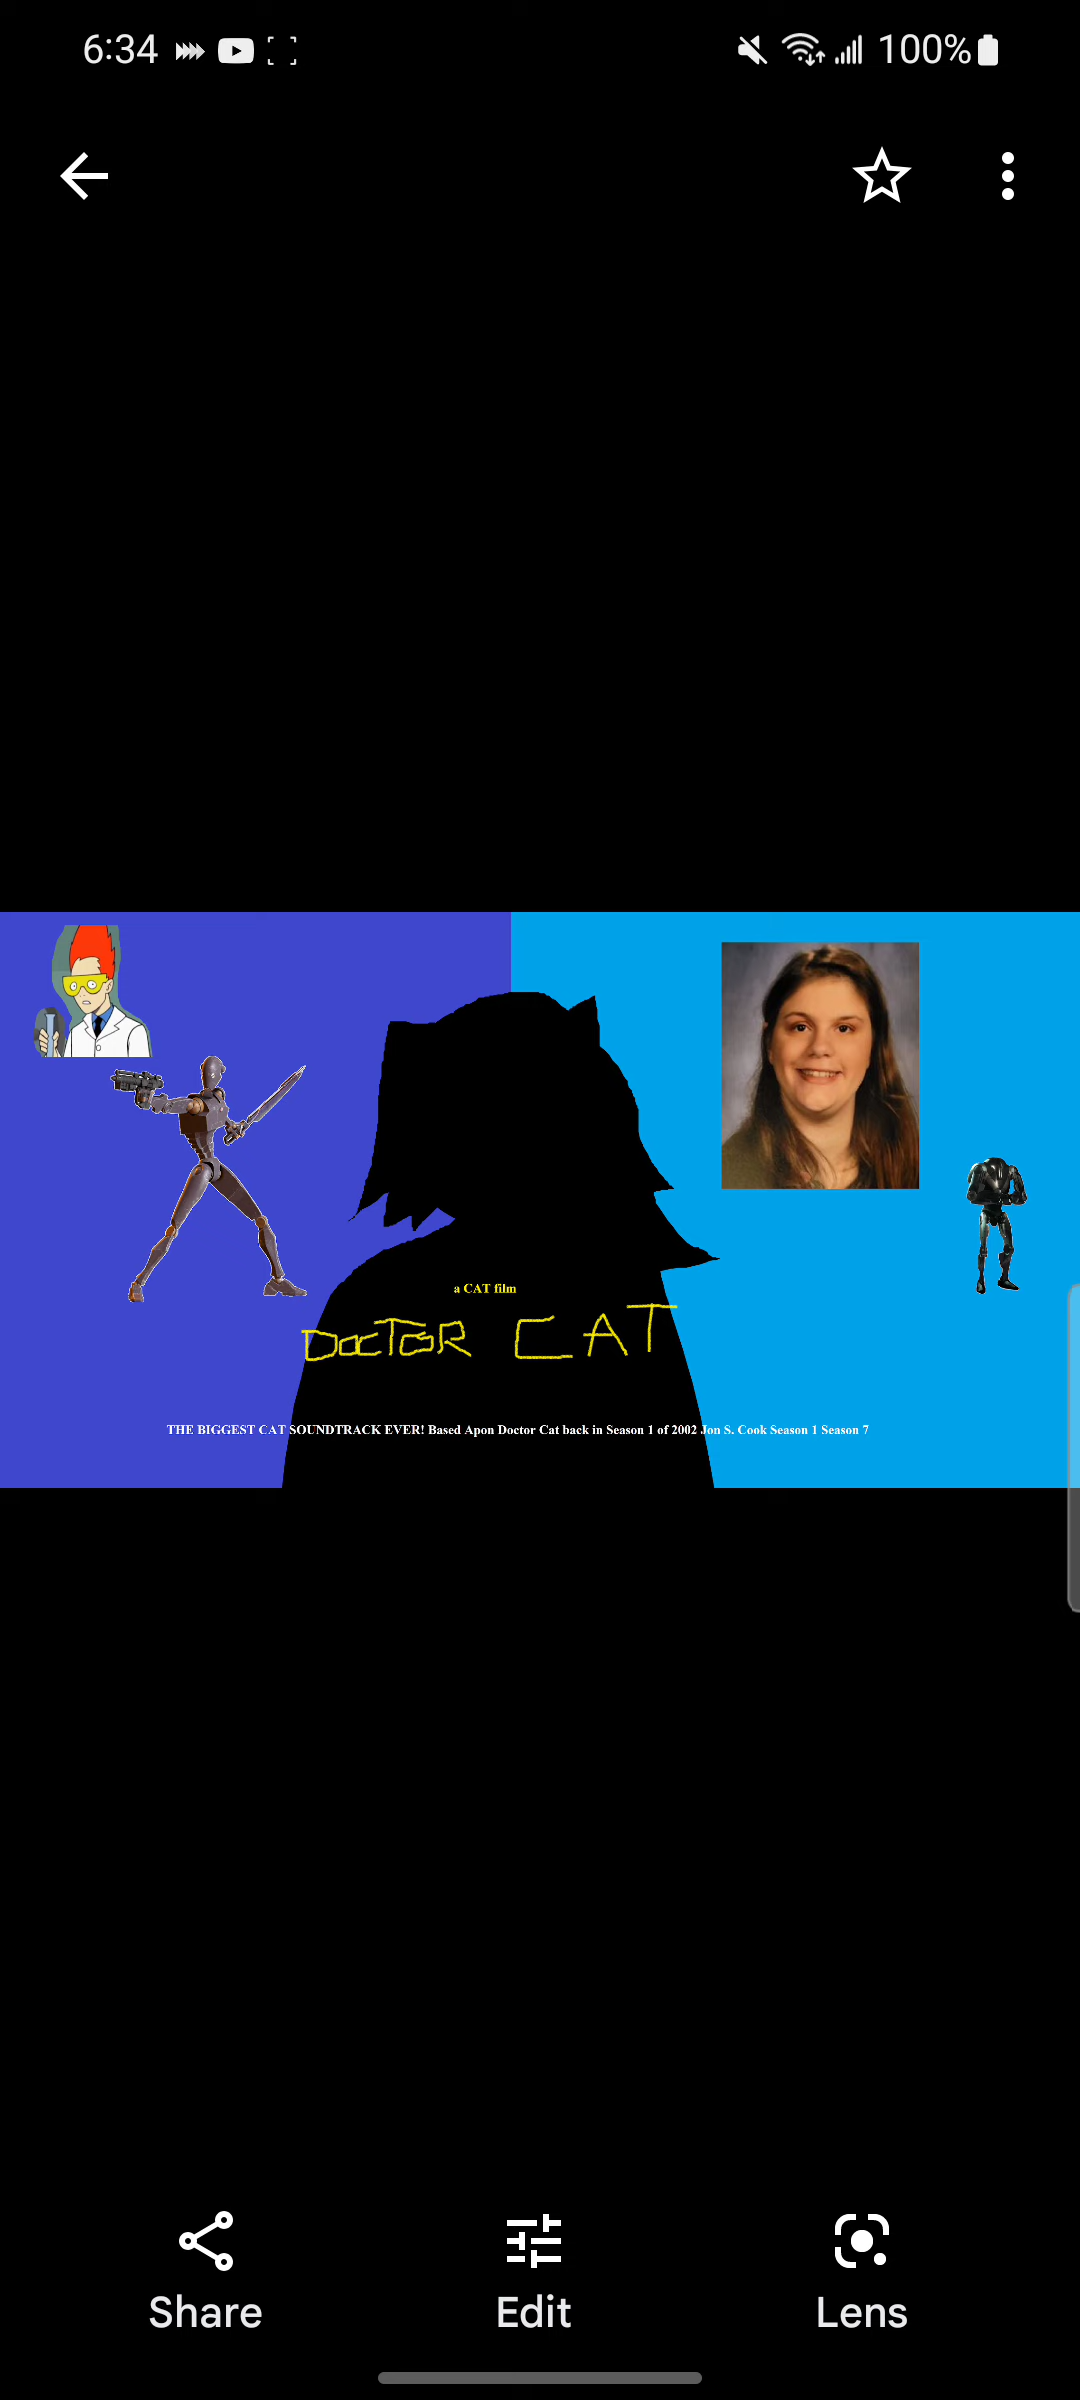 6:34
100%
a CAT film
DOCTOR CAT
THE BIGGEST CAT SOUNDTRACK EVER! Based Apon Doctor Cat back in Season 1 of 2002 Jon S. Cook Season 1 Season 7
Share Edit Lens